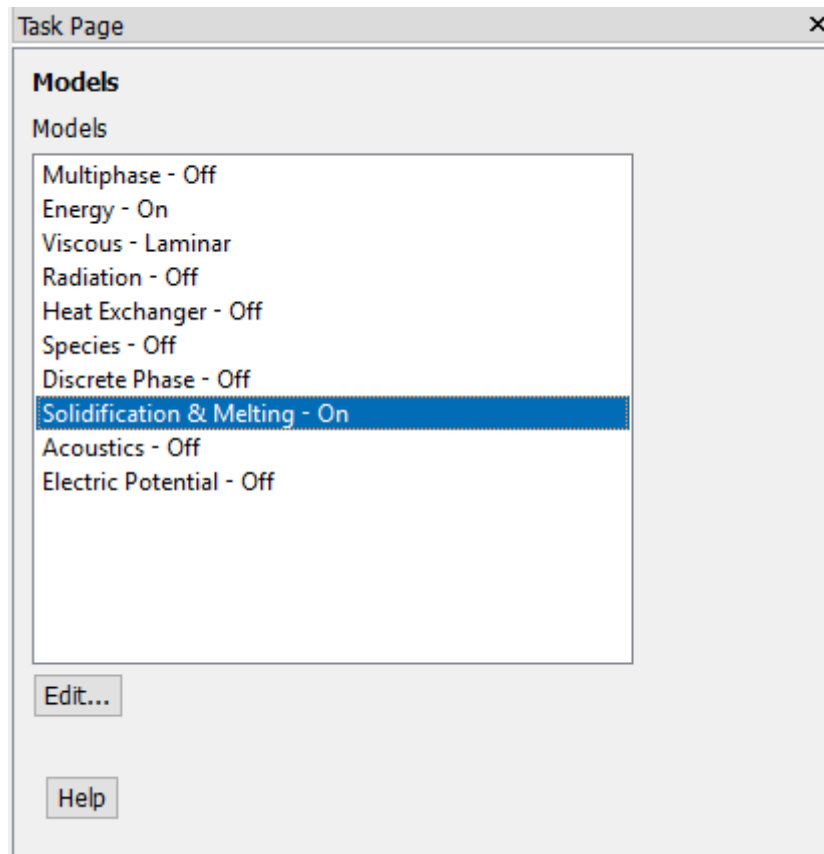 Task Page
Models
Models
Multiphase - Off
Energy - On
Viscous - Laminar
Radiation - Off
Heat Exchanger - Off
Species - Off
Discrete Phase - Off
Solidification & Melting - On
Acoustics - Off
Electric Potential - Off
Edit...
Help